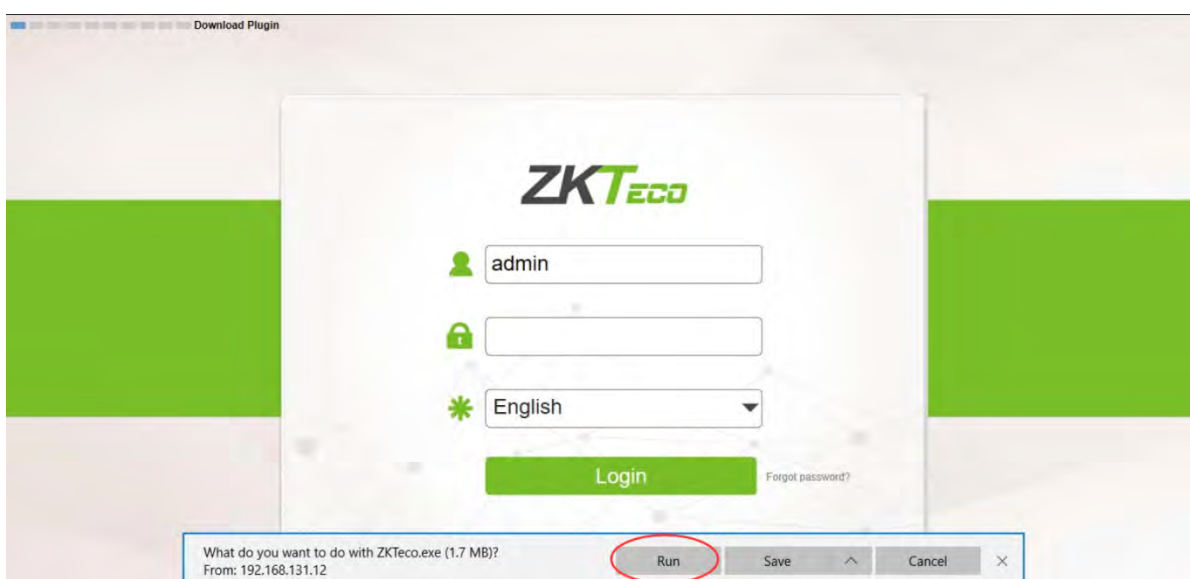 Download Plugin
ZKTECO
admin
English
Login
Forgot password?
What do you want to do with ZKTeco.exe (1.7 MB)?
From: 192.168.131.12
Run
Save
Cancel